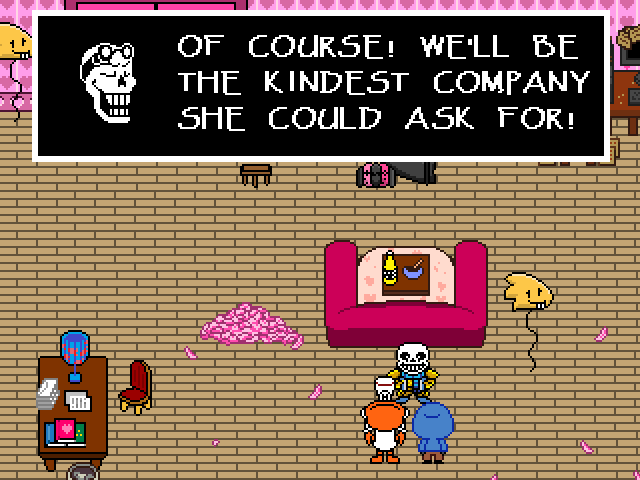 OF COURSE! WE'LL BE
THE KINDEST COMPANY
SHE COULD ASK FOR!